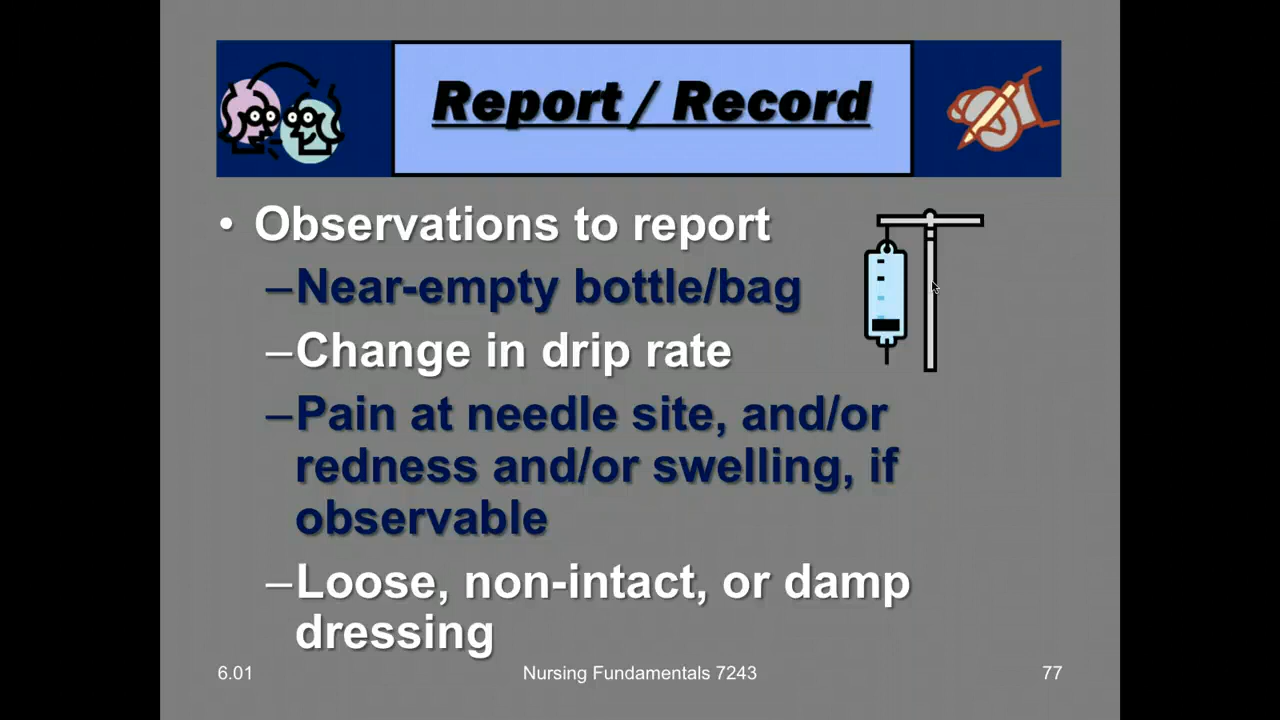 Report / Record
• Observations to report
–Near-empty bottle/bag
–Change in drip rate
–Pain at needle site, and/or
redness and/or swelling, if
observable
–Loose, non-intact, or damp
dressing
6.01 Nursing Fundamentals 7243 77